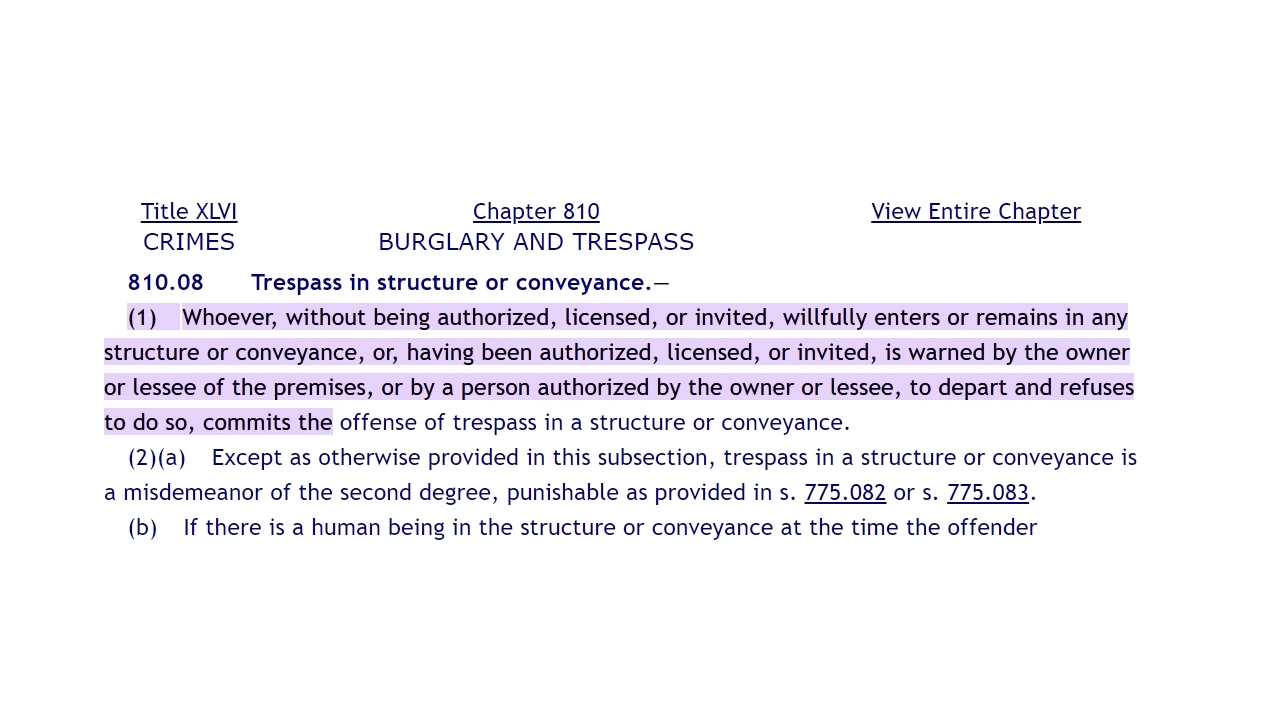 Title XLVI Chapter 810 View Entire Chapter
CRIMES BURGLARY AND TRESPASS
810.08 Trespass in structure or conveyance.—
(1) Whoever, without being authorized, licensed, or invited, willfully enters or remains in any
structure or conveyance, or, having been authorized, licensed, or invited, is warned by the owner
or lessee of the premises, or by a person authorized by the owner or lessee, to depart and refuses
to do so, commits the offense of trespass in a structure or conveyance.
(2)(a) Except as otherwise provided in this subsection, trespass in a structure or conveyance is
a misdemeanor of the second degree, punishable as provided in s. 775.082 or s. 775.083.
(b) If there is a human being in the structure or conveyance at the time the offender